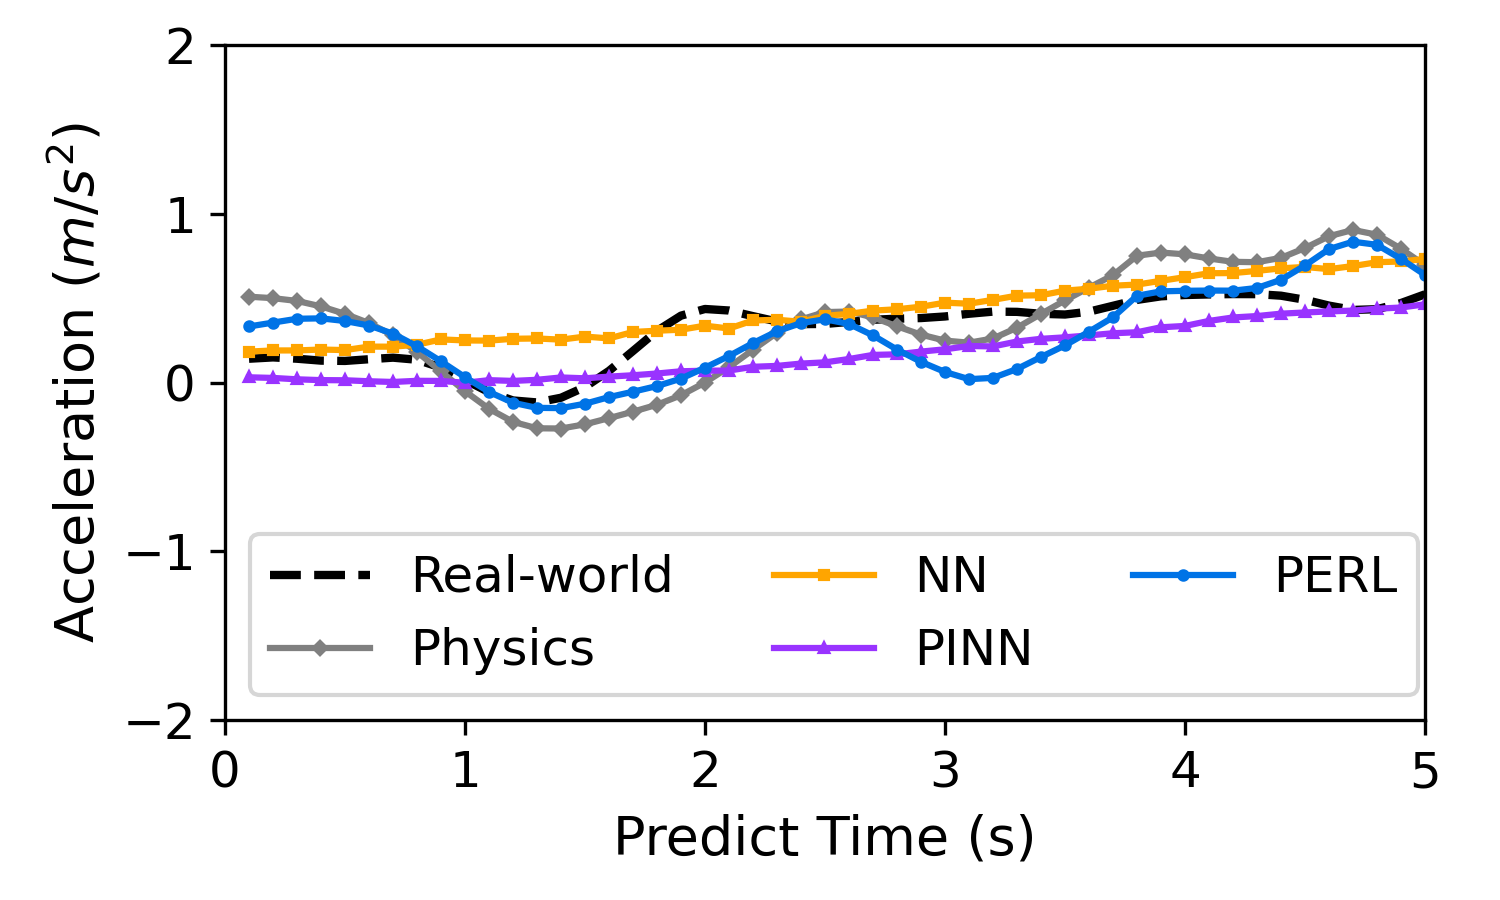 2
1
0
−1
−2
Acceleration (m/s²)
Real-world
Physics
NN
PINN
PERL
0 1 2 3 4 5
Predict Time (s)